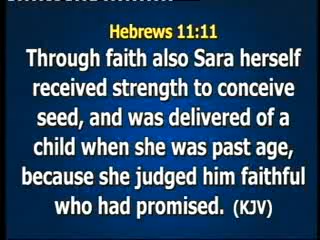 Hebrews 11:11
Through faith also Sara herself
received strength to conceive
seed, and was delivered of a
child when she was past age,
because she judged him faithful
who had promised. (KJV)